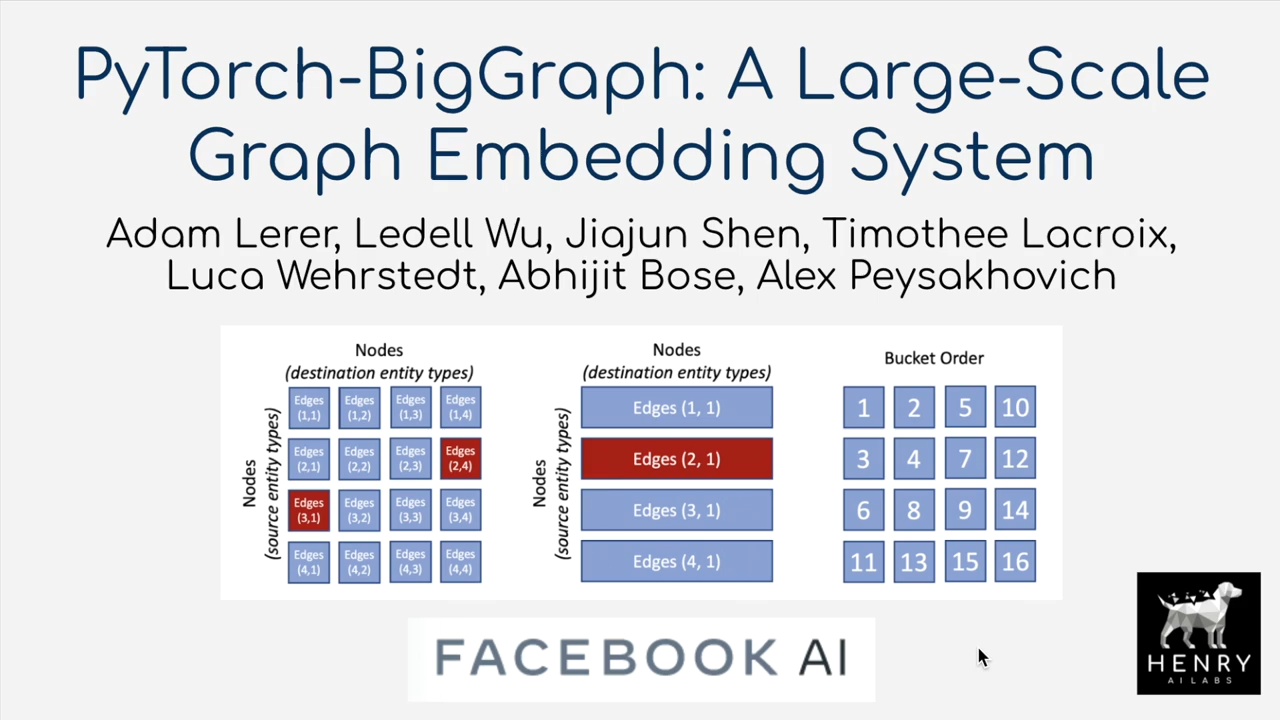 PyTorch-BigGraph: A Large-Scale
Graph Embedding System
Adam Lerer, Ledell Wu, Jiajun Shen, Timothee Lacroix,
Luca Wehrstedt, Abhijit Bose, Alex Peysakhovich
Nodes
(destination entity types)
Nodes
(source entity types)
Edges
(1,1)
Edges
(1,2)
Edges
(1,3)
Edges
(1,4)
Edges
(2,1)
Edges
(2,2)
Edges
(2,3)
Edges
(2,4)
Edges
(3,1)
Edges
(3,2)
Edges
(3,3)
Edges
(3,4)
Edges
(4,1)
Edges
(4,2)
Edges
(4,3)
Edges
(4,4)
Nodes
(destination entity types)
Nodes
(source entity types)
Edges (1, 1)
Edges (2, 1)
Edges (3, 1)
Edges (4, 1)
Bucket Order
1 2 5 10
3 4 7 12
6 8 9 14
11 13 15 16
FACEBOOK AI
HENRY
AI LABS